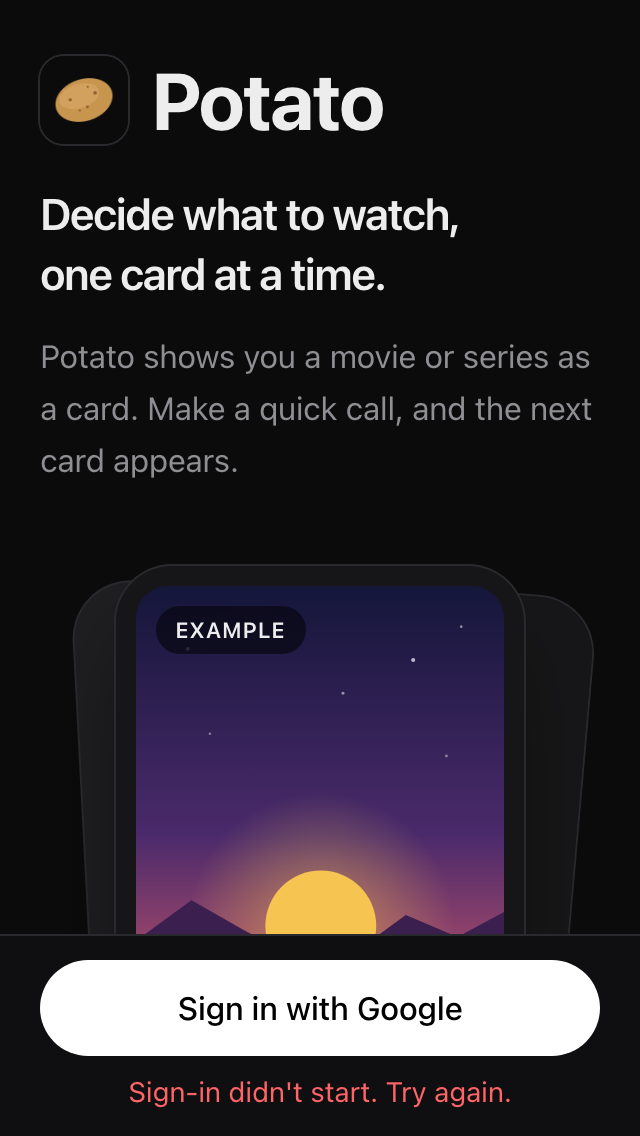 Potato
Decide what to watch,
one card at a time.
Potato shows you a movie or series as
a card. Make a quick call, and the next
card appears.
EXAMPLE
Sign in with Google
Sign-in didn't start. Try again.